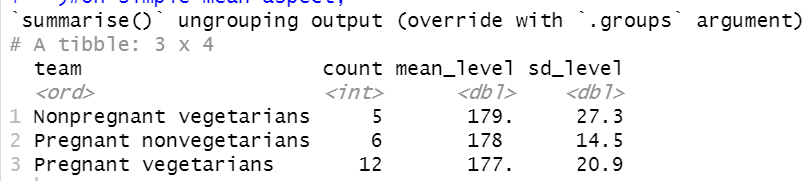 `summarise()` ungrouping output (override with `.groups` argument)
# A tibble: 3 x 4
  team                    count mean_level sd_level
  <ord>                   <int>      <dbl>    <dbl>
1 Nonpregnant vegetarians     5       179.     27.3
2 Pregnant nonvegetarians     6       178      14.5
3 Pregnant vegetarians       12       177.     20.9